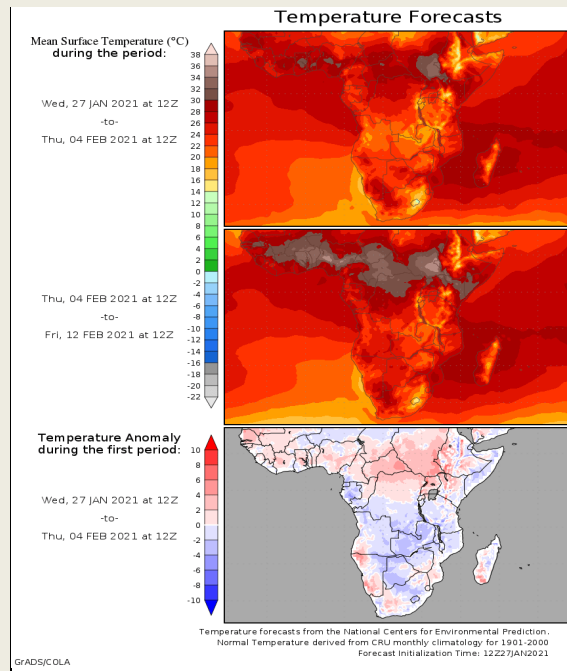 Temperature Forecasts
Mean Surface Temperature (°C)
during the period:
Wed, 27 JAN 2021 at 12Z
-to-
Thu, 04 FEB 2021 at 12Z
38
36
34
32
30
28
26
24
22
20
18
16
14
12
10
8
6
4
2
0
-2
-4
-6
-8
-10
-12
-14
-16
-18
-20
-22
Thu, 04 FEB 2021 at 12Z
-to-
Fri, 12 FEB 2021 at 12Z
Temperature Anomaly
during the first period:
Wed, 27 JAN 2021 at 12Z
-to-
Thu, 04 FEB 2021 at 12Z
10
8
6
4
2
0
-2
-4
-6
-8
-10
Temperature forecasts from the National Centers for Environmental Prediction.
Normal Temperature derived from CRU monthly climatology for 1901-2000
Forecast Initialization Time: 12Z27JAN2021
GrADS/COLA